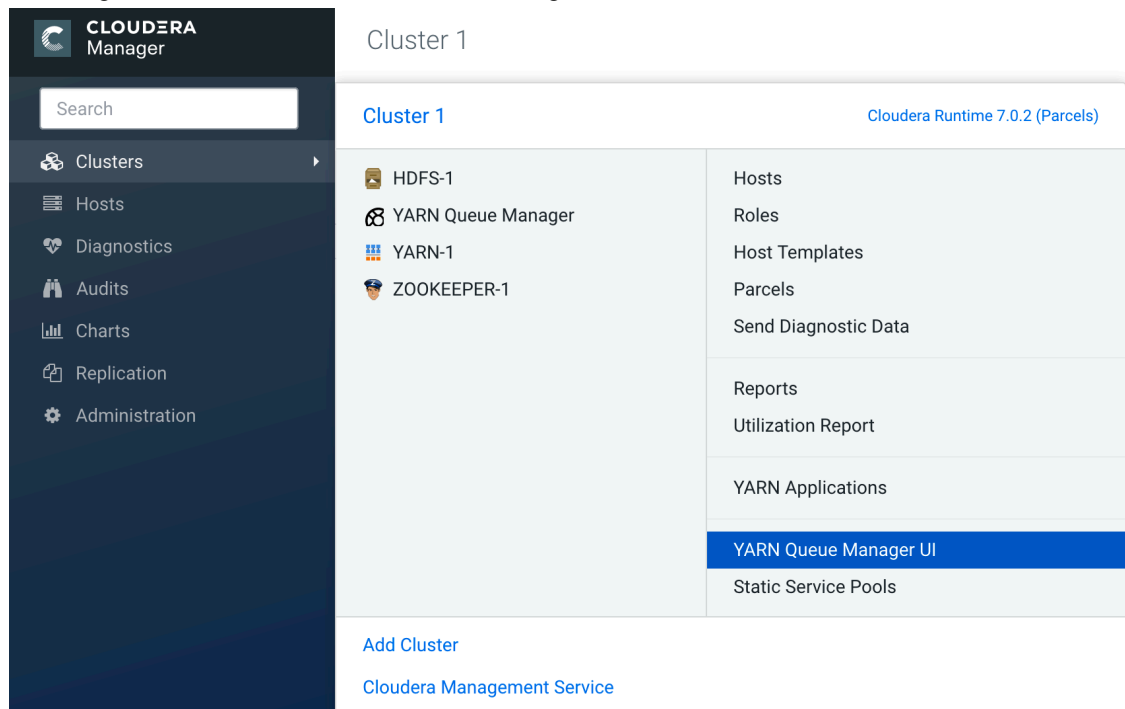 CLOUDΞRA
Manager
Search
Clusters
Hosts
Diagnostics
Audits
Charts
Replication
Administration
Cluster 1
Cluster 1
Cloudera Runtime 7.0.2 (Parcels)
HDFS-1
YARN Queue Manager
YARN-1
ZOOKEEPER-1
Hosts
Roles
Host Templates
Parcels
Send Diagnostic Data
Reports
Utilization Report
YARN Applications
YARN Queue Manager UI
Static Service Pools
Add Cluster
Cloudera Management Service